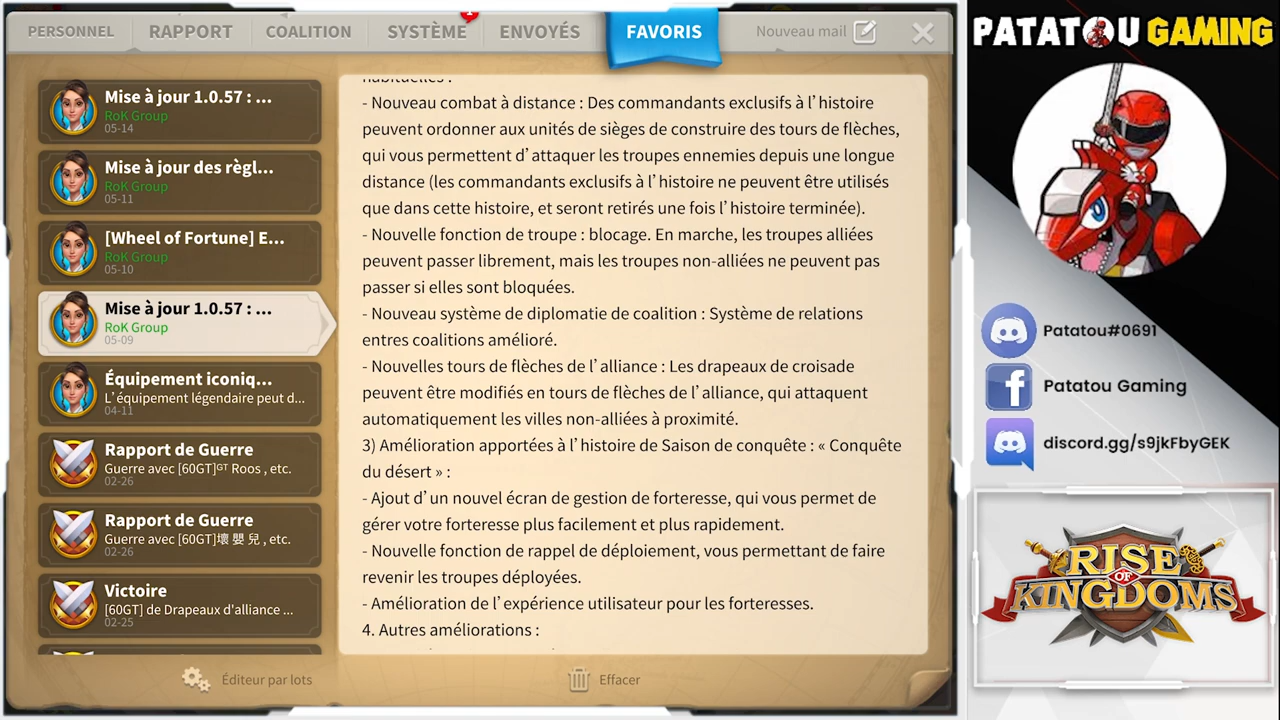 PERSONNEL
RAPPORT
COALITION
SYSTÈME
1
ENVOYÉS
FAVORIS
Nouveau mail
Mise à jour 1.0.57 : ...
RoK Group
05-14
Mise à jour des règl...
RoK Group
05-11
[Wheel of Fortune] E...
RoK Group
05-10
Mise à jour 1.0.57 : ...
RoK Group
05-09
Équipement iconiq...
L'équipement légendaire peut d...
04-11
Rapport de Guerre
Guerre avec [60GT]ᴳᵀ Roos , etc.
02-26
Rapport de Guerre
Guerre avec [60GT]壞 嬰 兒 , etc.
02-26
Victoire
[60GT] de Drapeaux d'alliance ...
02-25
habituelles :
- Nouveau combat à distance : Des commandants exclusifs à l'histoire
peuvent ordonner aux unités de sièges de construire des tours de flèches,
qui vous permettent d'attaquer les troupes ennemies depuis une longue
distance (les commandants exclusifs à l'histoire ne peuvent être utilisés
que dans cette histoire, et seront retirés une fois l'histoire terminée).
- Nouvelle fonction de troupe : blocage. En marche, les troupes alliées
peuvent passer librement, mais les troupes non-alliées ne peuvent pas
passer si elles sont bloquées.
- Nouveau système de diplomatie de coalition : Système de relations
entres coalitions amélioré.
- Nouvelles tours de flèches de l'alliance : Les drapeaux de croisade
peuvent être modifiés en tours de flèches de l'alliance, qui attaquent
automatiquement les villes non-alliées à proximité.
3) Amélioration apportées à l'histoire de Saison de conquête : « Conquête
du désert » :
- Ajout d'un nouvel écran de gestion de forteresse, qui vous permet de
gérer votre forteresse plus facilement et plus rapidement.
- Nouvelle fonction de rappel de déploiement, vous permettant de faire
revenir les troupes déployées.
- Amélioration de l'expérience utilisateur pour les forteresses.
4. Autres améliorations :
Éditeur par lots
Effacer
PATATOU GAMING
Patatou#0691
Patatou Gaming
discord.gg/s9jkFbyGEK
RISE
OF
KINGDOMS